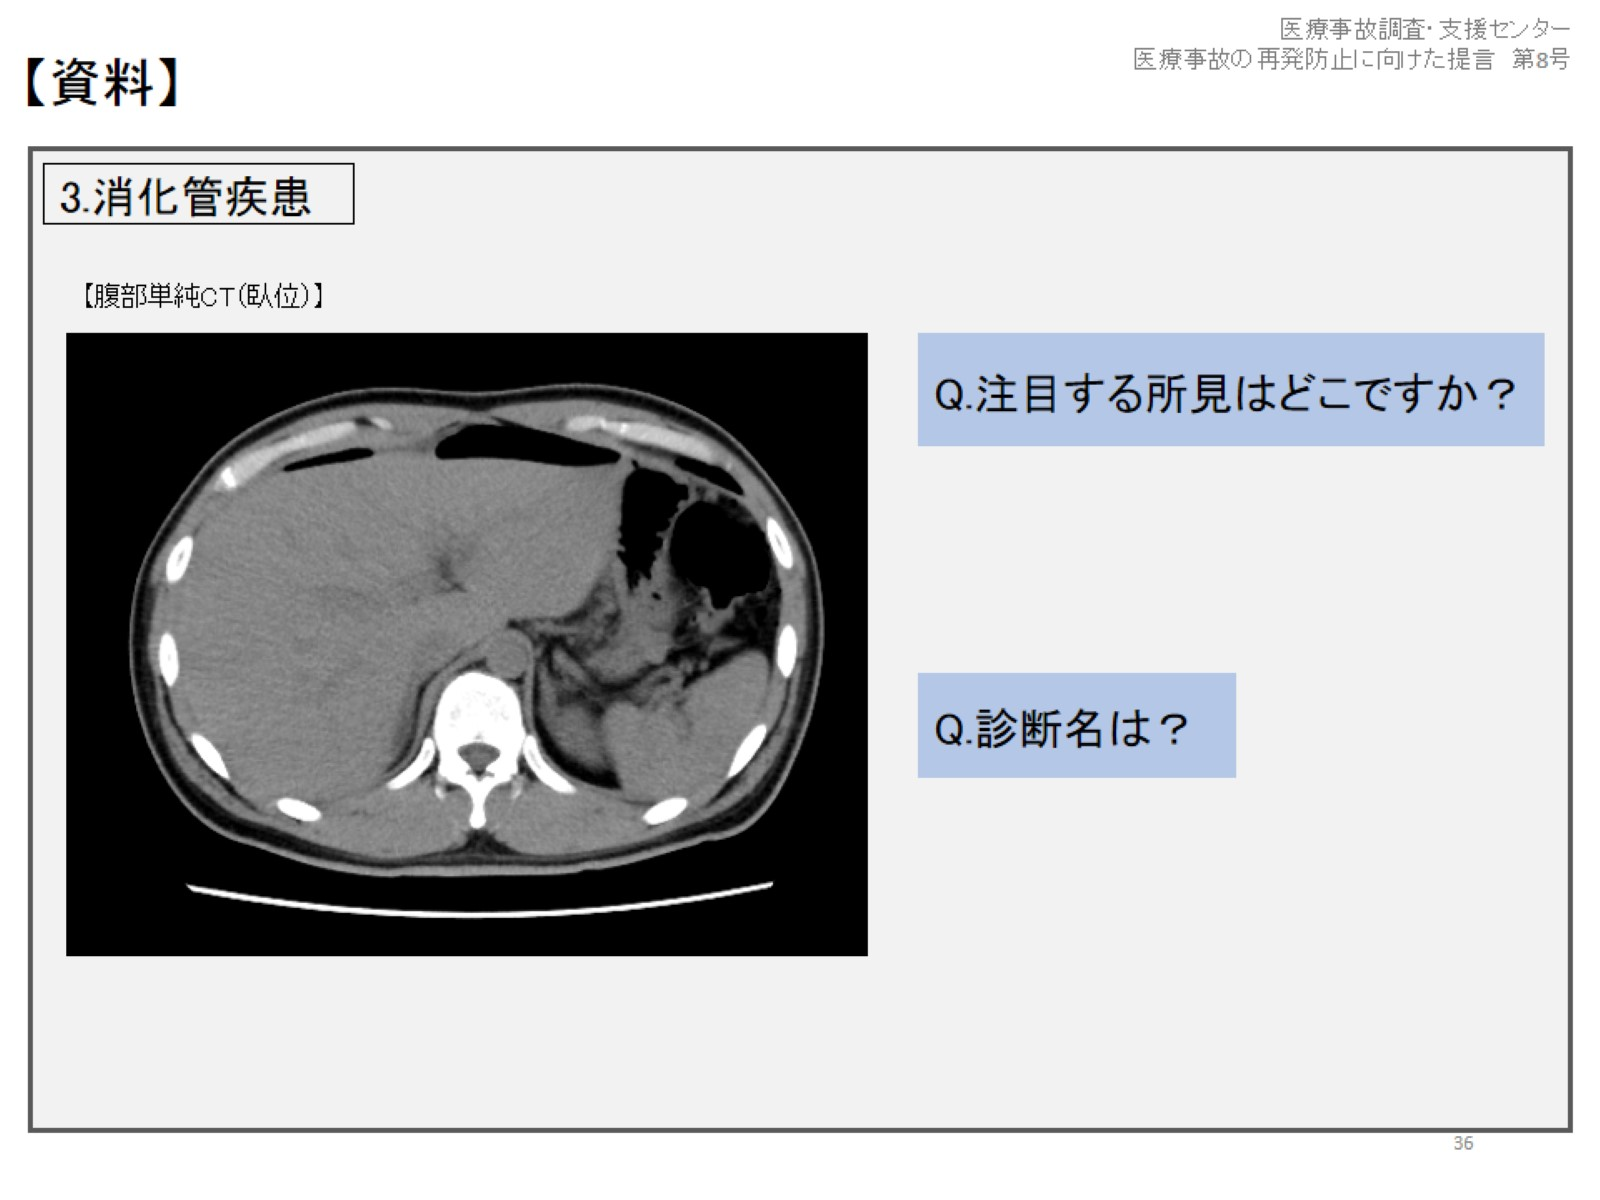 医療事故調査・支援センター
医療事故の再発防止に向けた提言 第8号
【資料】
3.消化管疾患
【腹部単純CT(臥位)】
Q.注目する所見はどこですか？
Q.診断名は？
36